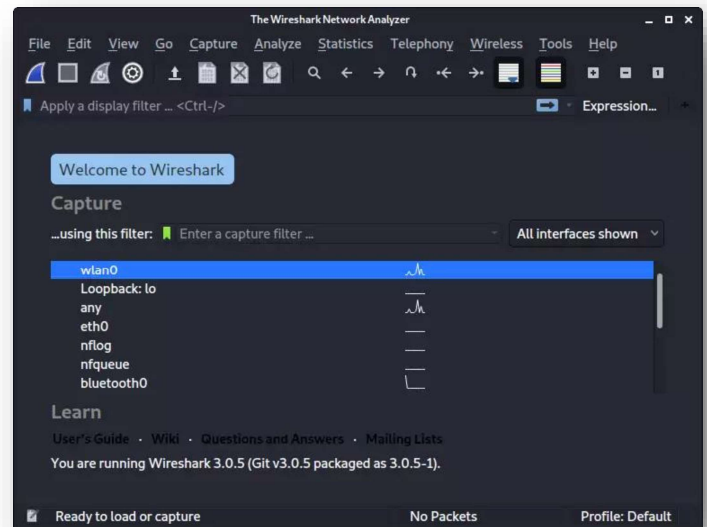 The Wireshark Network Analyzer
File Edit View Go Capture Analyze Statistics Telephony Wireless Tools Help
Apply a display filter ... <Ctrl-/> Expression...
Welcome to Wireshark
Capture
...using this filter: Enter a capture filter ... All interfaces shown
wlan0
Loopback: lo
any
eth0
nflog
nfqueue
bluetooth0
Learn
User's Guide · Wiki · Questions and Answers · Mailing Lists
You are running Wireshark 3.0.5 (Git v3.0.5 packaged as 3.0.5-1).
Ready to load or capture No Packets Profile: Default